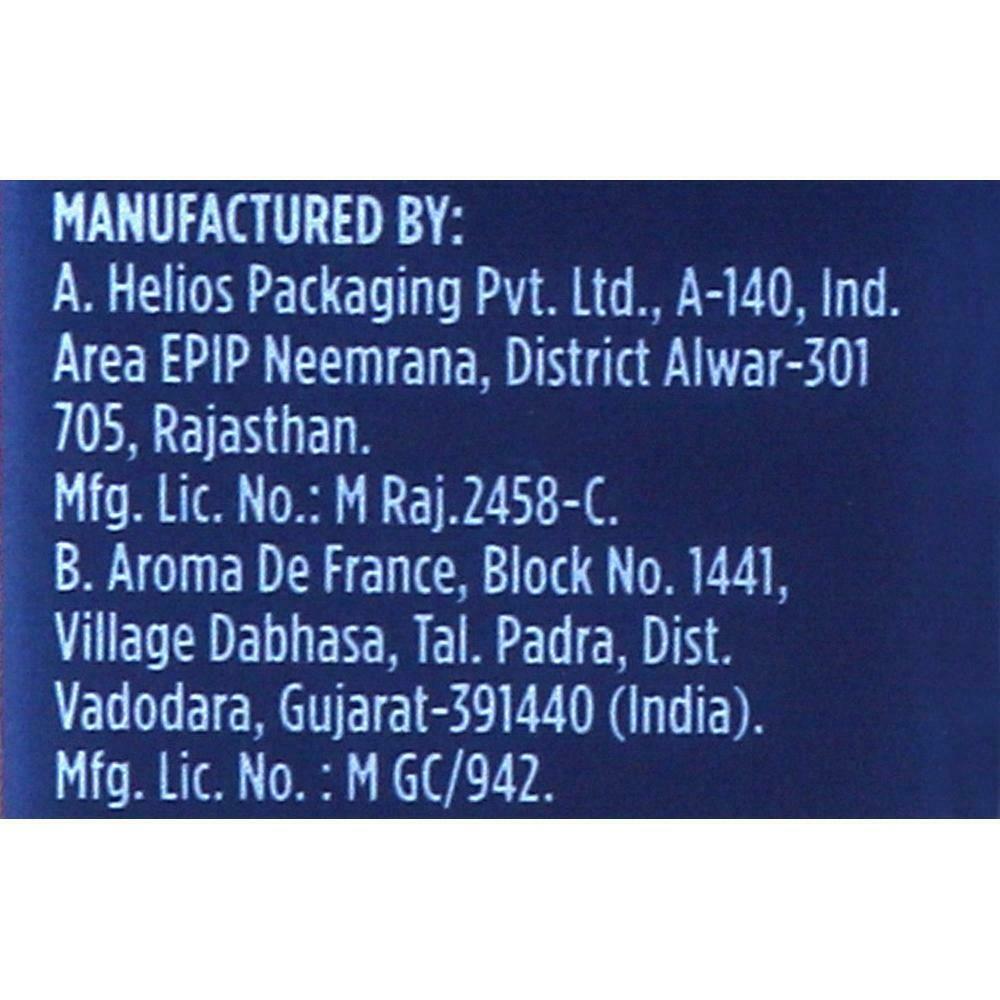 MANUFACTURED BY:
A. Helios Packaging Pvt. Ltd., A-140, Ind.
Area EPIP Neemrana, District Alwar-301
705, Rajasthan.
Mfg. Lic. No.: M Raj.2458-C.
B. Aroma De France, Block No. 1441,
Village Dabhasa, Tal. Padra, Dist.
Vadodara, Gujarat-391440 (India).
Mfg. Lic. No. : M GC/942.